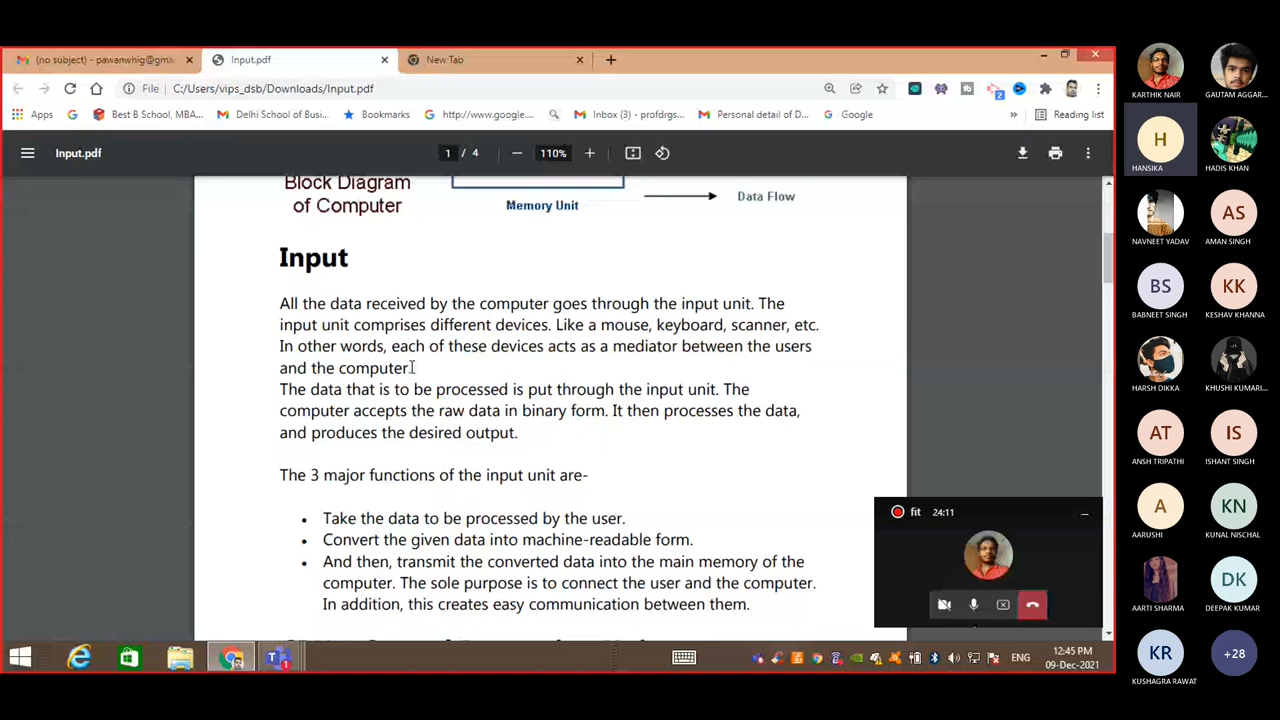 (no subject) - pawanwhig@gma
Input.pdf
New Tab
File
C:/Users/vips_dsb/Downloads/Input.pdf
Apps
Best B School, MBA...
Delhi School of Busi...
Bookmarks
http://www.google....
Inbox (3) - profdrgs...
Personal detail of D...
Google
»
Reading list
Input.pdf
1 / 4
110%
Block Diagram
of Computer
Memory Unit
Data Flow
Input
All the data received by the computer goes through the input unit. The
input unit comprises different devices. Like a mouse, keyboard, scanner, etc.
In other words, each of these devices acts as a mediator between the users
and the computer.
The data that is to be processed is put through the input unit. The
computer accepts the raw data in binary form. It then processes the data,
and produces the desired output.
The 3 major functions of the input unit are-
• Take the data to be processed by the user.
• Convert the given data into machine-readable form.
• And then, transmit the converted data into the main memory of the
computer. The sole purpose is to connect the user and the computer.
In addition, this creates easy communication between them.
fit
24:11
ENG
12:45 PM
09-Dec-2021
KARTHIK NAIR
GAUTAM AGGAR...
H
HANSIKA
HADIS KHAN
NAVNEET YADAV
AS
AMAN SINGH
BS
BABNEET SINGH
KK
KESHAV KHANNA
HARSH DIKKA
KHUSHI KUMARI...
AT
ANSH TRIPATHI
IS
ISHANT SINGH
A
AARUSHI
KN
KUNAL NISCHAL
AARTI SHARMA
DK
DEEPAK KUMAR
KR
KUSHAGRA RAWAT
+28